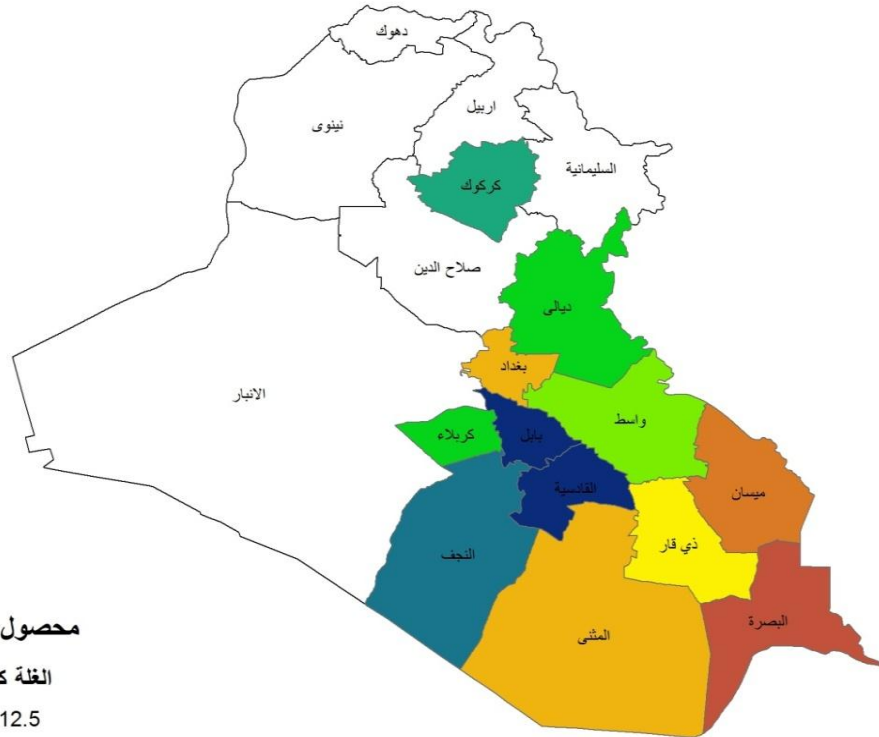 دهوك
نينوى
اربيل
السليمانية
كركوك
صلاح الدين
ديالى
الانبار
بغداد
واسط
كربلاء
بابل
القادسية
ميسان
النجف
ذي قار
المثنى
البصرة
محصول
الغلة
12.5